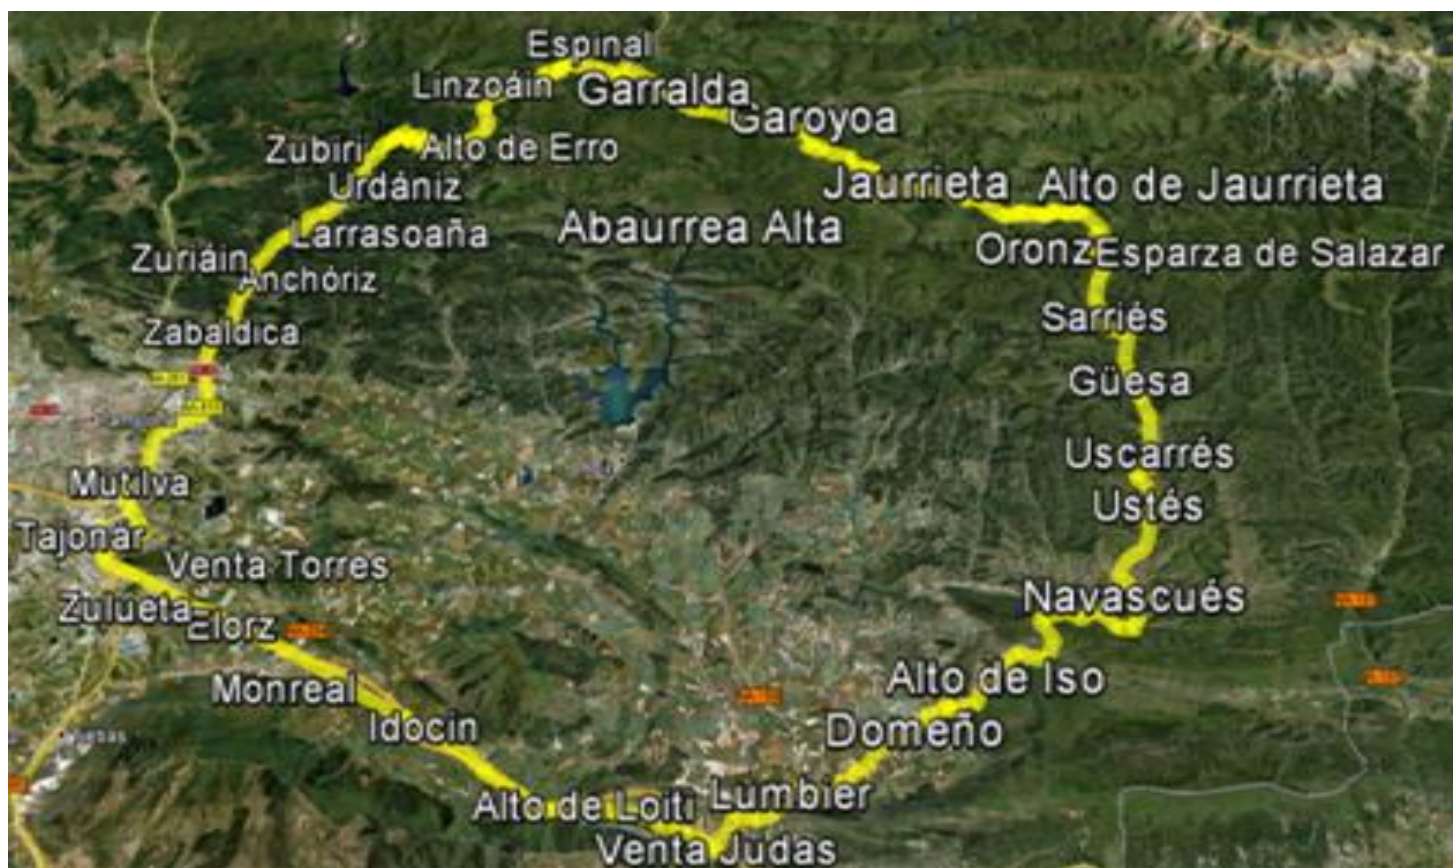 Espinal
Linzoáin
Garralda
Garoyoa
Zubiri
Alto de Erro
Urdániz
Jaurrieta
Alto de Jaurrieta
Larrasoaña
Abaurrea Alta
Zuriáin
Anchóriz
Oronz
Esparza de Salazar
Zabaldica
Sarriés
Güesa
Uscarrés
Mutilva
Ustés
Tajonar
Venta Torres
Zulueta
Elorz
Navascués
Monreal
Alto de Iso
Idocin
Domeño
Alto de Loiti
Lumbier
Venta Judas